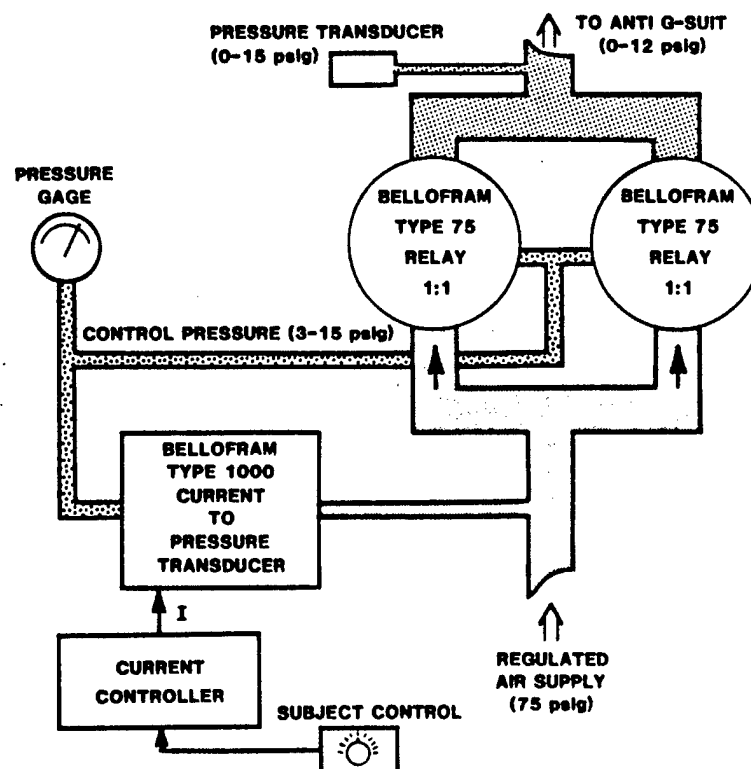 PRESSURE TRANSDUCER
(0-15 psig)
TO ANTI G-SUIT
(0-12 psig)
PRESSURE
GAGE
BELLOFRAM
TYPE 75
RELAY
1:1
BELLOFRAM
TYPE 75
RELAY
1:1
CONTROL PRESSURE (3-15 psig)
BELLOFRAM
TYPE 1000
CURRENT
TO
PRESSURE
TRANSDUCER
I
CURRENT
CONTROLLER
SUBJECT CONTROL
REGULATED
AIR SUPPLY
(75 psig)